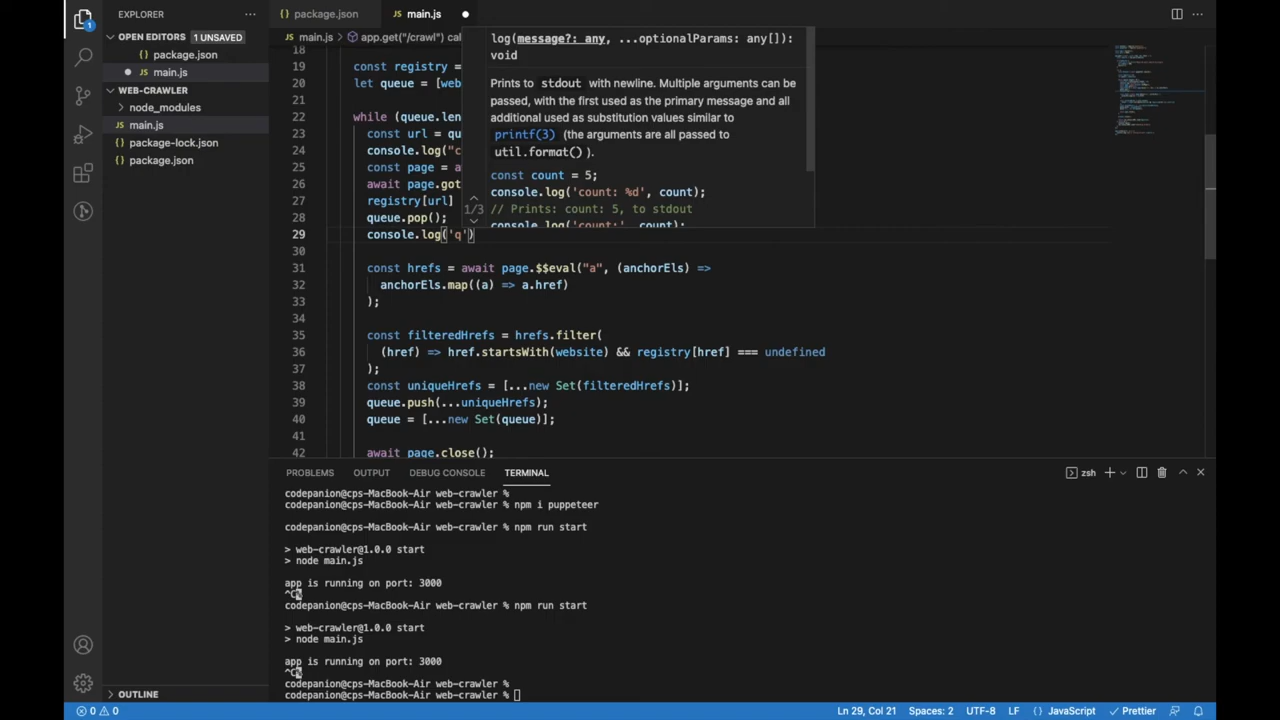 EXPLORER
package.json
main.js
OPEN EDITORS
1 UNSAVED
package.json
main.js
WEB-CRAWLER
node_modules
main.js
package-lock.json
package.json
OUTLINE
main.js
app.get("/crawl") cal
18
19 const registry =
20 let queue = [web
21
22 while (queue.len
23 const url = qu
24 console.log("c
25 const page = a
26 await page.got
27 registry[url]
28 queue.pop();
29 console.log('q')
30
31 const hrefs = await page.$$eval("a", (anchorEls) =>
32 anchorEls.map((a) => a.href)
33 );
34
35 const filteredHrefs = hrefs.filter(
36 (href) => href.startsWith(website) && registry[href] === undefined
37 );
38 const uniqueHrefs = [...new Set(filteredHrefs)];
39 queue.push(...uniqueHrefs);
40 queue = [...new Set(queue)];
41
42 await page.close();
log(message?: any, ...optionalParams: any[]):
void
Prints to stdout with newline. Multiple arguments can be
passed, with the first used as the primary message and all
additional used as substitution values similar to
printf(3) (the arguments are all passed to
util.format() ).
const count = 5;
console.log('count: %d', count);
// Prints: count: 5, to stdout
console.log('count:', count);
1/3
PROBLEMS
OUTPUT
DEBUG CONSOLE
TERMINAL
zsh
codepanion@cps-MacBook-Air web-crawler %
codepanion@cps-MacBook-Air web-crawler % npm i puppeteer
codepanion@cps-MacBook-Air web-crawler % npm run start
> web-crawler@1.0.0 start
> node main.js
app is running on port: 3000
^C%
codepanion@cps-MacBook-Air web-crawler % npm run start
> web-crawler@1.0.0 start
> node main.js
app is running on port: 3000
^C%
codepanion@cps-MacBook-Air web-crawler %
codepanion@cps-MacBook-Air web-crawler %
0 0
Ln 29, Col 21
Spaces: 2
UTF-8
LF
JavaScript
Prettier